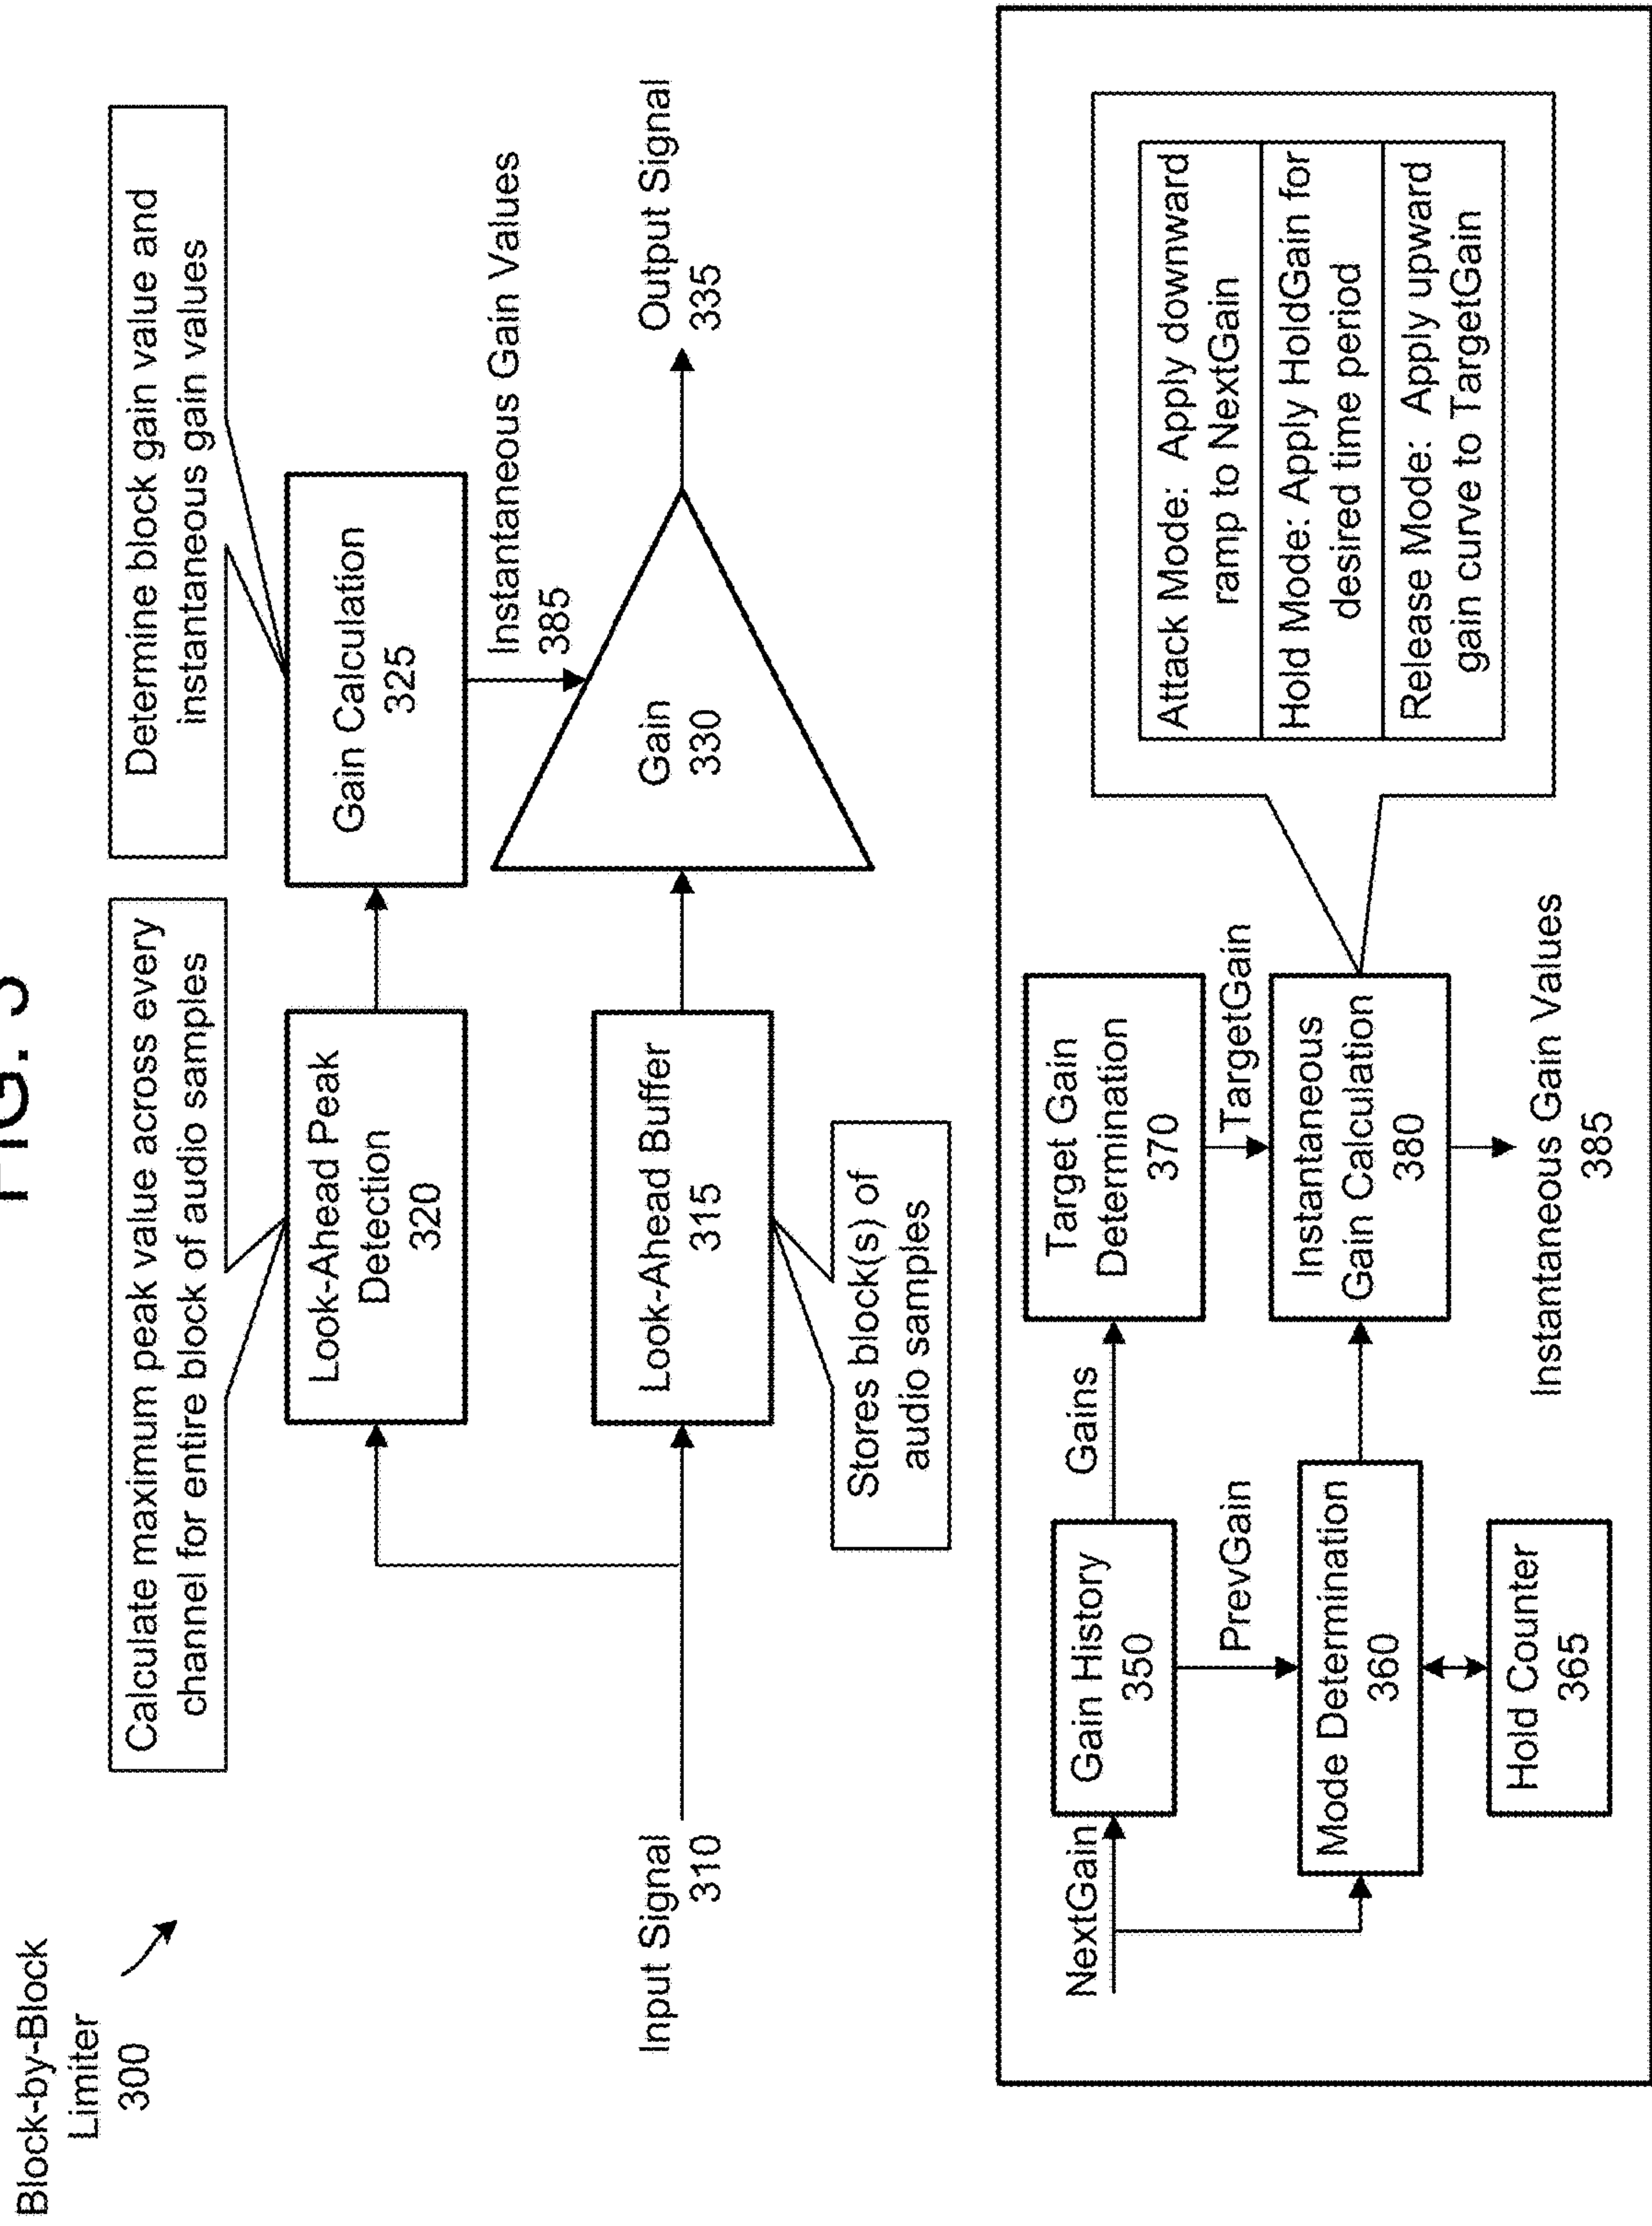 FIG. 3
Block-by-Block
Limiter
300
Calculate maximum peak value across every
channel for entire block of audio samples
Determine block gain value and
instantaneous gain values
Look-Ahead Peak
Detection
320
Gain Calculation
325
Instantaneous Gain Values
385
Input Signal
310
Look-Ahead Buffer
315
Gain
330
Output Signal
335
Stores block(s) of
audio samples
NextGain
Gain History
350
Gains
Target Gain
Determination
370
PrevGain
TargetGain
Mode Determination
360
Instantaneous
Gain Calculation
380
Hold Counter
365
Instantaneous Gain Values
385
Attack Mode: Apply downward
ramp to NextGain
Hold Mode: Apply HoldGain for
desired time period
Release Mode: Apply upward
gain curve to TargetGain